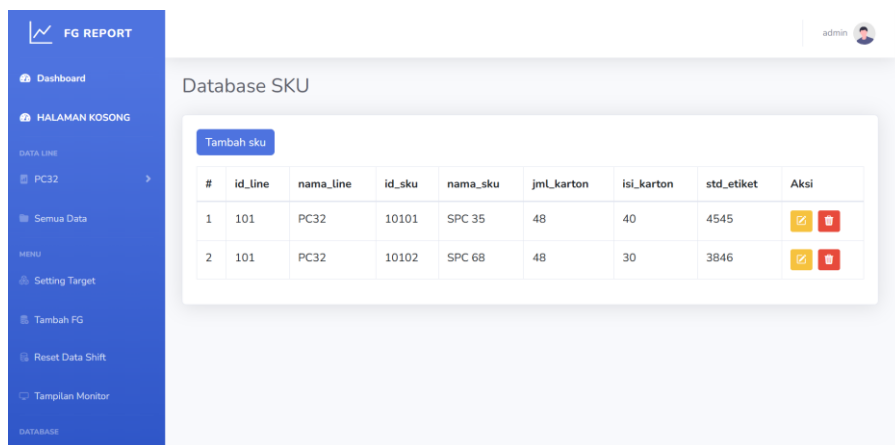 FG REPORT
admin
Dashboard
HALAMAN KOSONG
DATA LINE
PC32
Semua Data
MENU
Setting Target
Tambah FG
Reset Data Shift
Tampilan Monitor
DATABASE
Database SKU
Tambah sku
# id_line nama_line id_sku nama_sku jml_karton isi_karton std_etiket Aksi
1 101 PC32 10101 SPC 35 48 40 4545
2 101 PC32 10102 SPC 68 48 30 3846